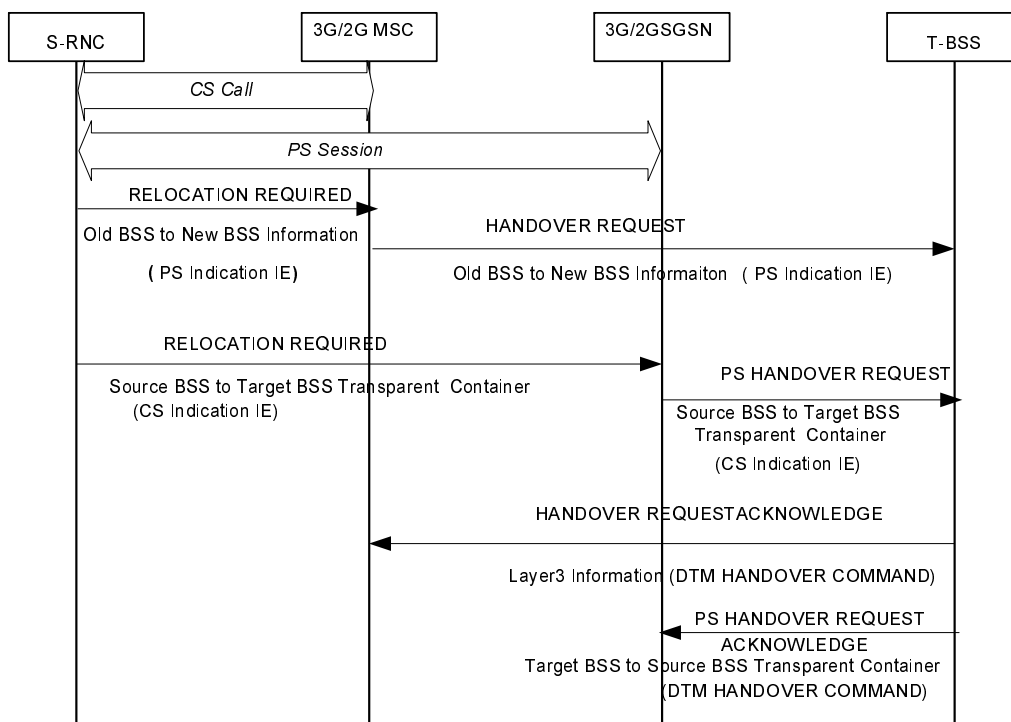 S-RNC
3G/2G MSC
3G/2GSGSN
T-BSS
CS Call
PS Session
RELOCATION REQUIRED
Old BSS to New BSS Information
( PS Indication IE)
HANDOVER REQUEST
Old BSS to New BSS Informaiton ( PS Indication IE)
RELOCATION REQUIRED
Source BSS to Target BSS Transparent Container
(CS Indication IE)
PS HANDOVER REQUEST
Source BSS to Target BSS
Transparent Container
(CS Indication IE)
HANDOVER REQUESTACKNOWLEDGE
Layer3 Information (DTM HANDOVER COMMAND)
PS HANDOVER REQUEST
ACKNOWLEDGE
Target BSS to Source BSS Transparent Container
(DTM HANDOVER COMMAND)